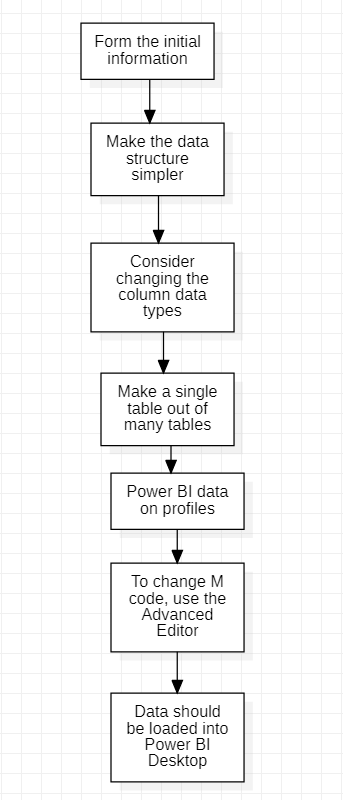 Form the initial
information
Make the data
structure
simpler
Consider
changing the
column data
types
Make a single
table out of
many tables
Power BI data
on profiles
To change M
code, use the
Advanced
Editor
Data should
be loaded into
Power BI
Desktop